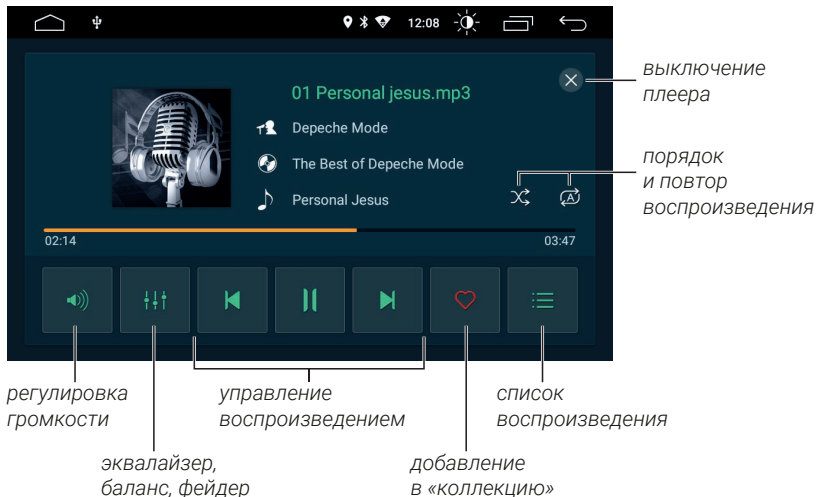 12:08
01 Personal jesus.mp3
Depeche Mode
The Best of Depeche Mode
Personal Jesus
A
02:14
03:47
выключение
плеера
порядок
и повтор
воспроизведения
регулировка
громкости
управление
воспроизведением
список
воспроизведения
эквалайзер,
баланс, фейдер
добавление
в «коллекцию»